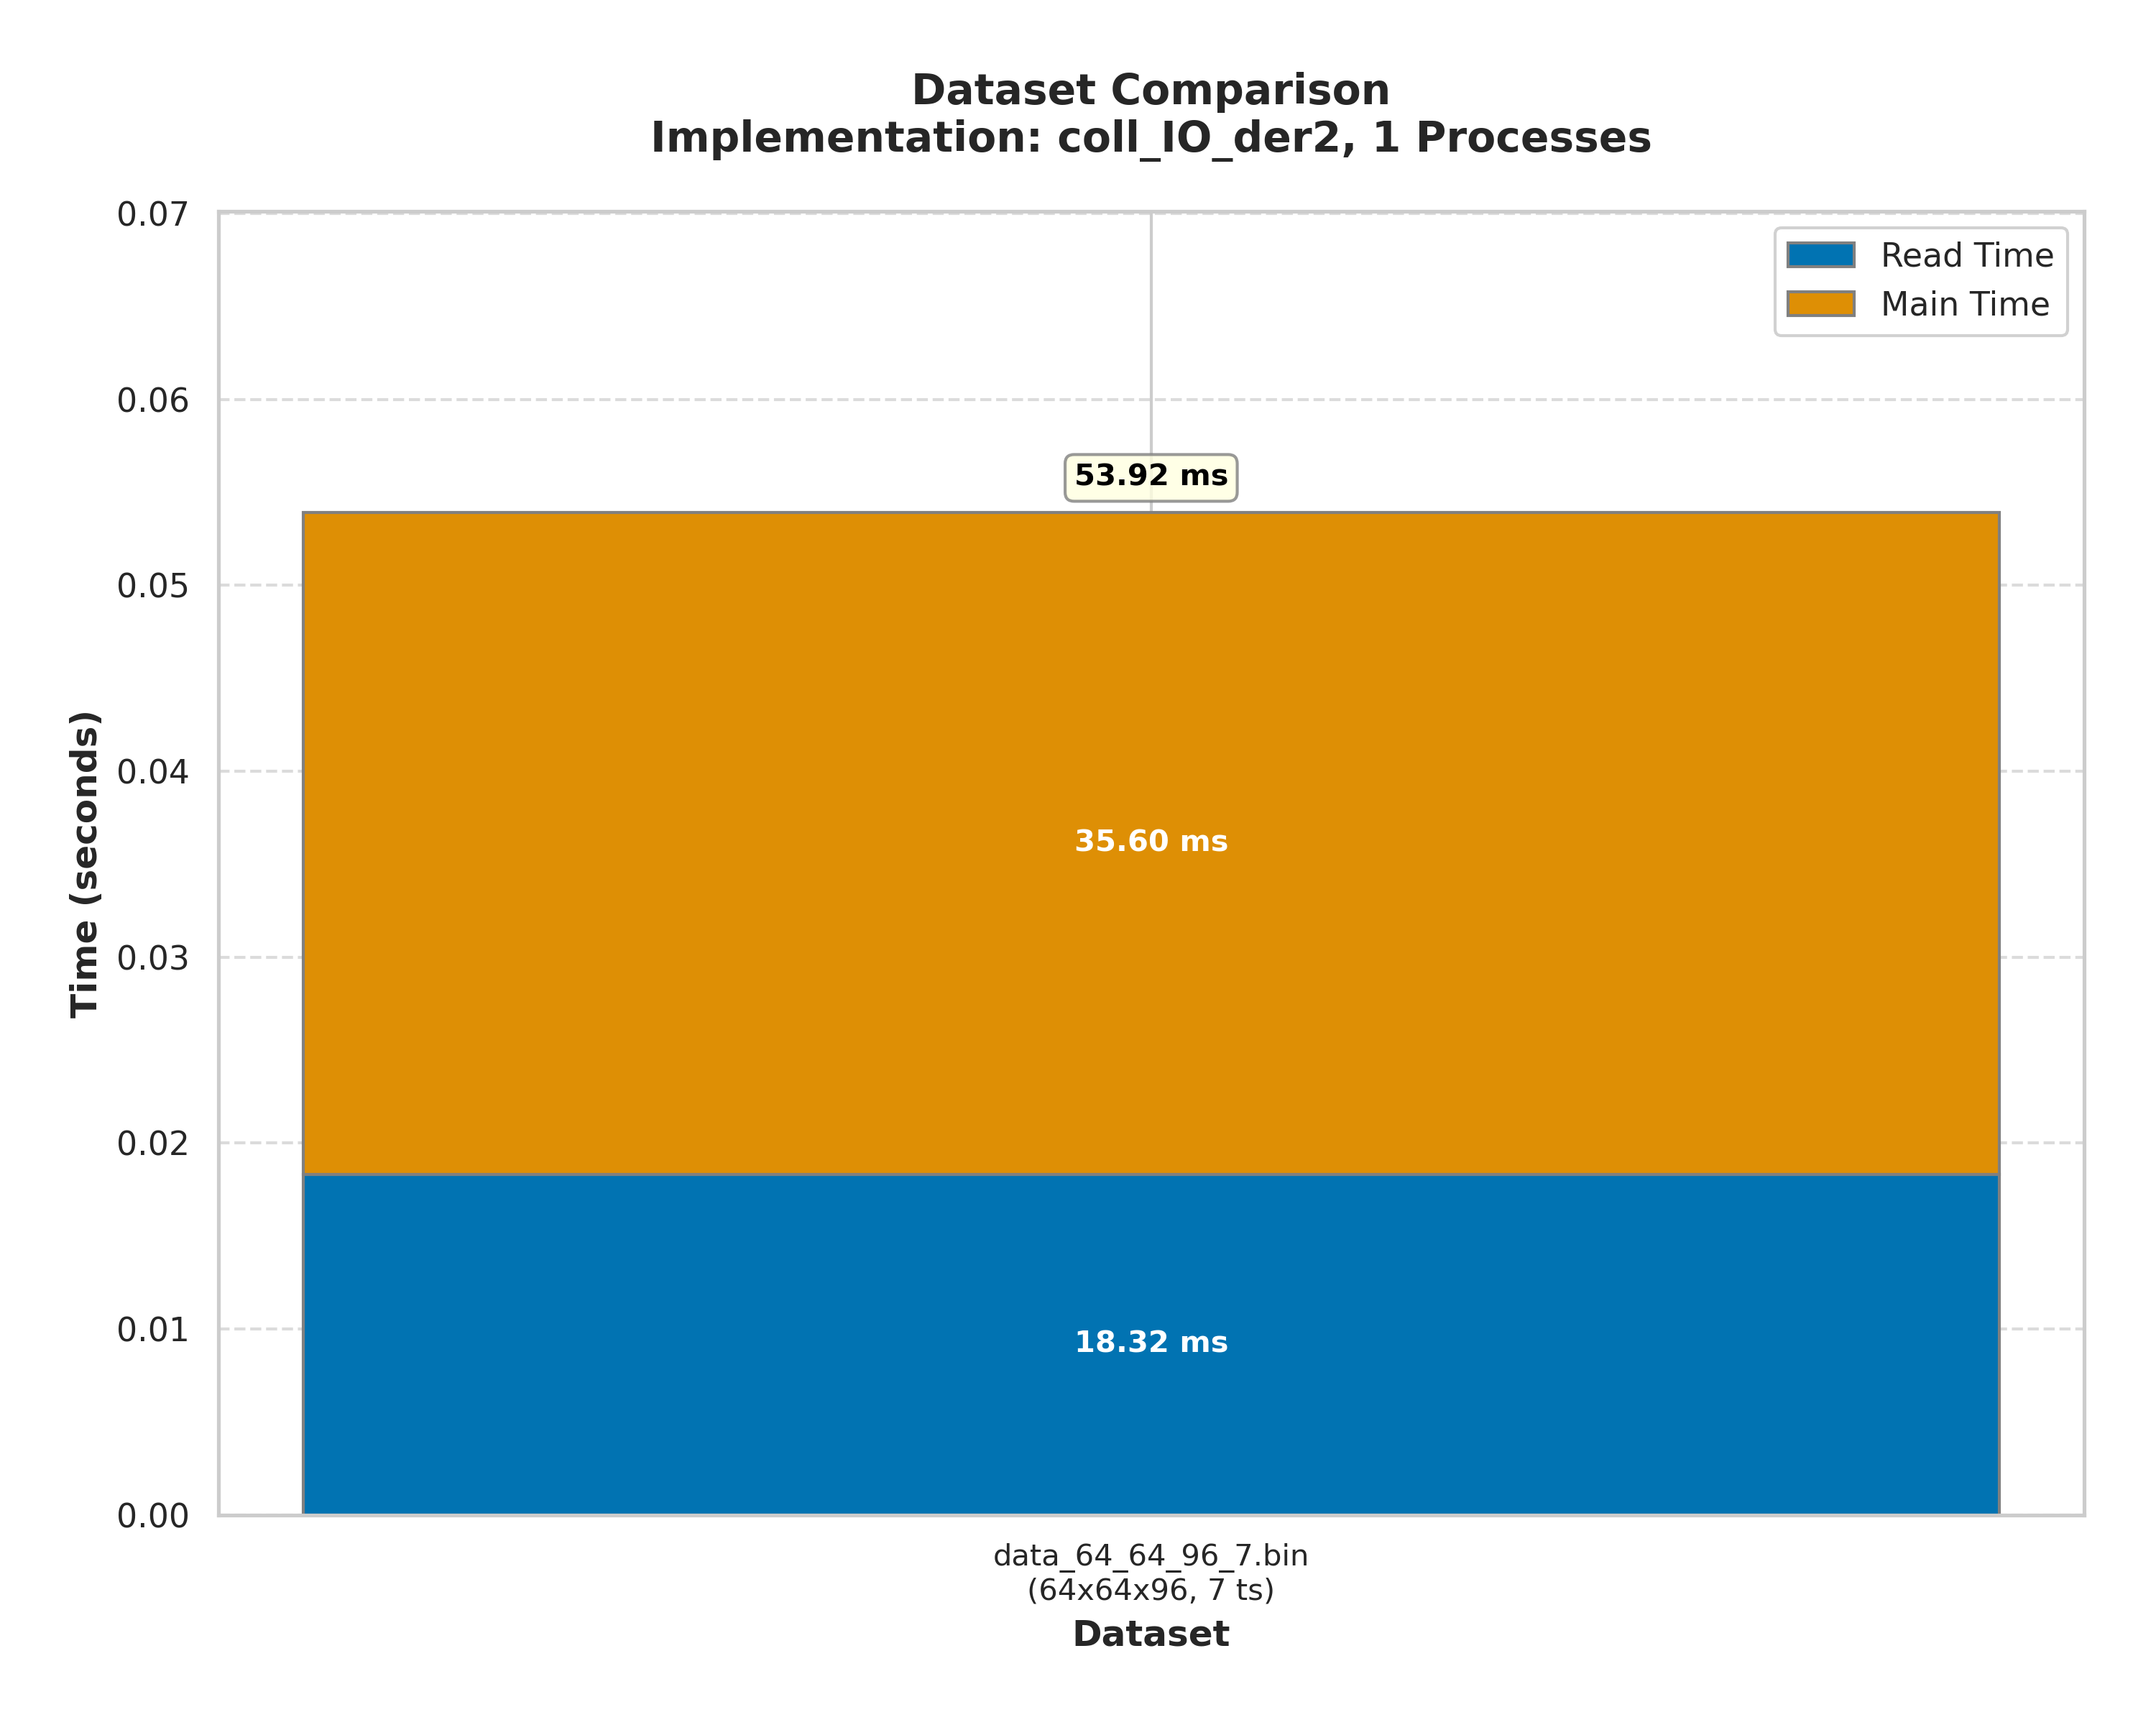 Dataset Comparison
Implementation: coll_IO_der2, 1 Processes
0.07
0.06
0.05
0.04
0.03
0.02
0.01
0.00
Time (seconds)
Read Time
Main Time
53.92 ms
35.60 ms
18.32 ms
data_64_64_96_7.bin
(64x64x96, 7 ts)
Dataset